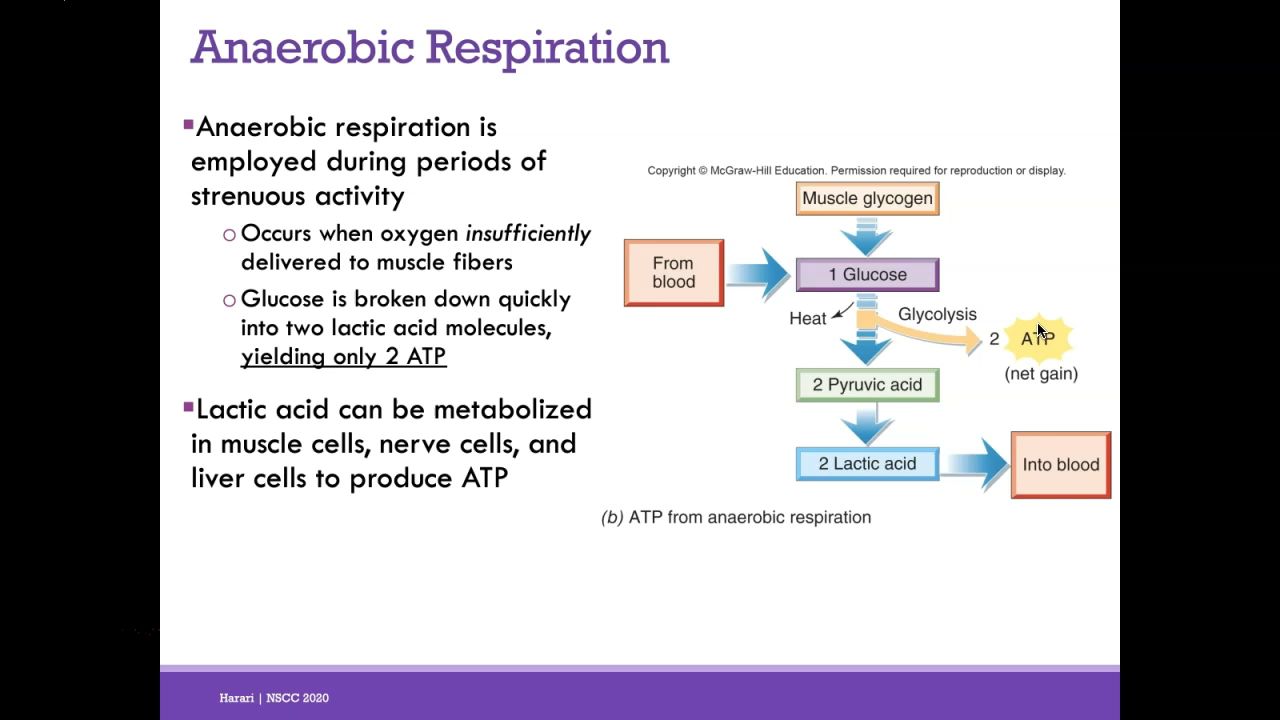 Anaerobic Respiration
▪Anaerobic respiration is
employed during periods of
strenuous activity
o Occurs when oxygen insufficiently
delivered to muscle fibers
o Glucose is broken down quickly
into two lactic acid molecules,
yielding only 2 ATP
▪Lactic acid can be metabolized
in muscle cells, nerve cells, and
liver cells to produce ATP
Copyright © McGraw-Hill Education. Permission required for reproduction or display.
Muscle glycogen
From
blood
1 Glucose
Heat
Glycolysis
2 ATP
(net gain)
2 Pyruvic acid
2 Lactic acid
Into blood
(b) ATP from anaerobic respiration
Harari | NSCC 2020